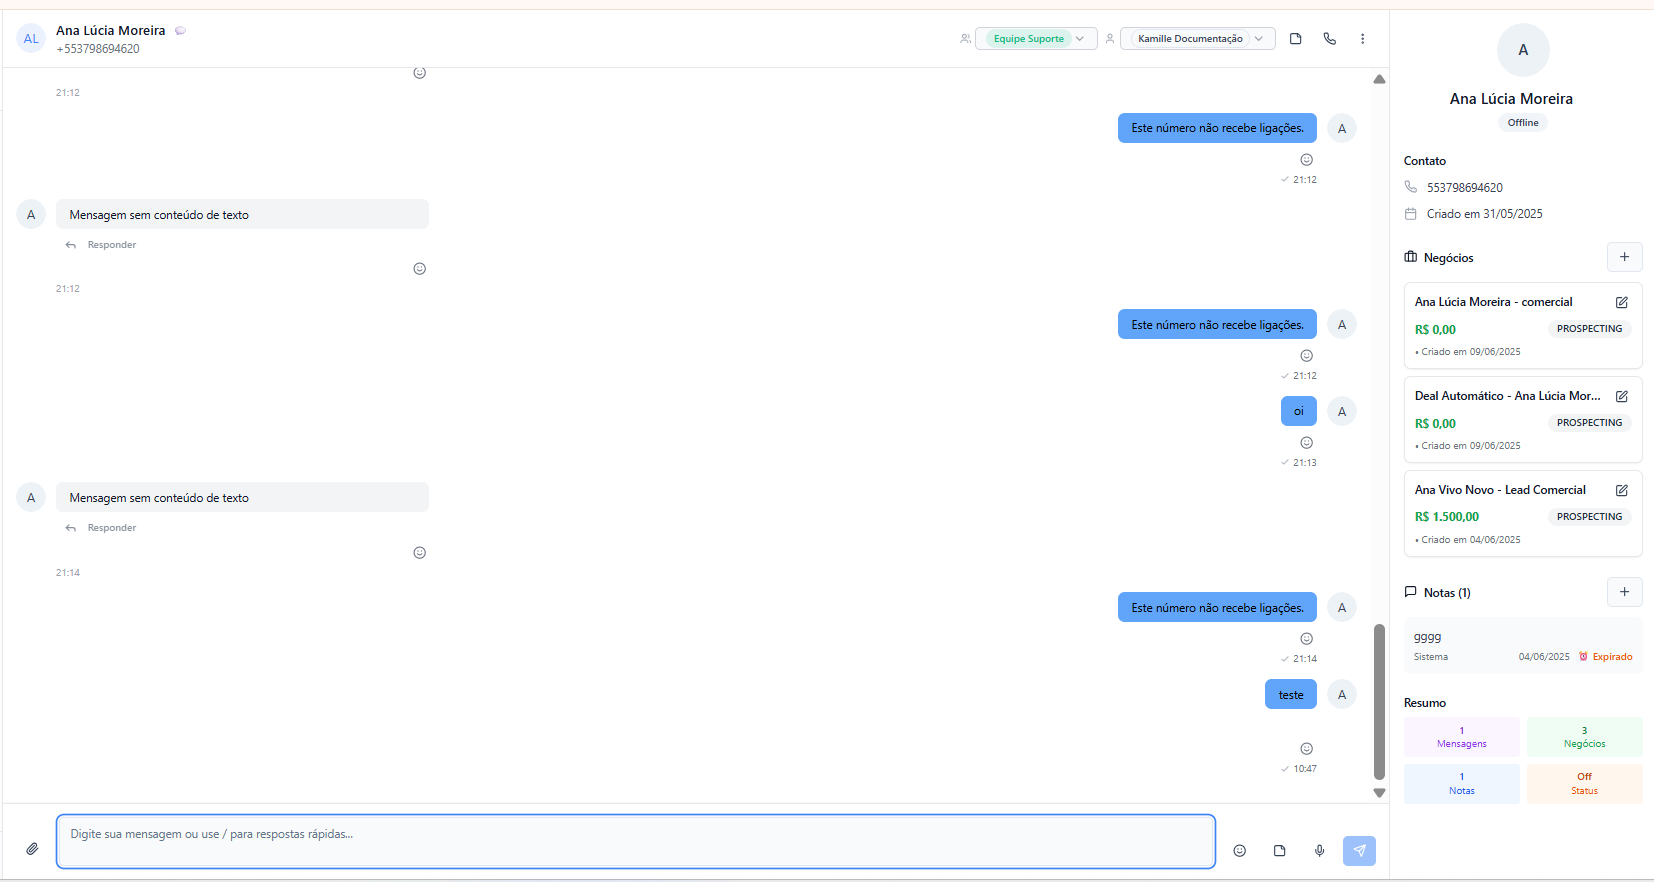 AL
Ana Lúcia Moreira
+553798694620
Equipe Suporte
Kamille Documentação
21:12
Este número não recebe ligações.
A
21:12
A
Mensagem sem conteúdo de texto
Responder
21:12
Este número não recebe ligações.
A
21:12
oi
A
21:13
A
Mensagem sem conteúdo de texto
Responder
21:14
Este número não recebe ligações.
A
21:14
teste
A
10:47
Digite sua mensagem ou use / para respostas rápidas...
A
Ana Lúcia Moreira
Offline
Contato
553798694620
Criado em 31/05/2025
Negócios
Ana Lúcia Moreira - comercial
R$ 0,00
PROSPECTING
• Criado em 09/06/2025
Deal Automático - Ana Lúcia Mor...
R$ 0,00
PROSPECTING
• Criado em 09/06/2025
Ana Vivo Novo - Lead Comercial
R$ 1.500,00
PROSPECTING
• Criado em 04/06/2025
Notas (1)
gggg
Sistema
04/06/2025
Expirado
Resumo
1
Mensagens
3
Negócios
1
Notas
Off
Status